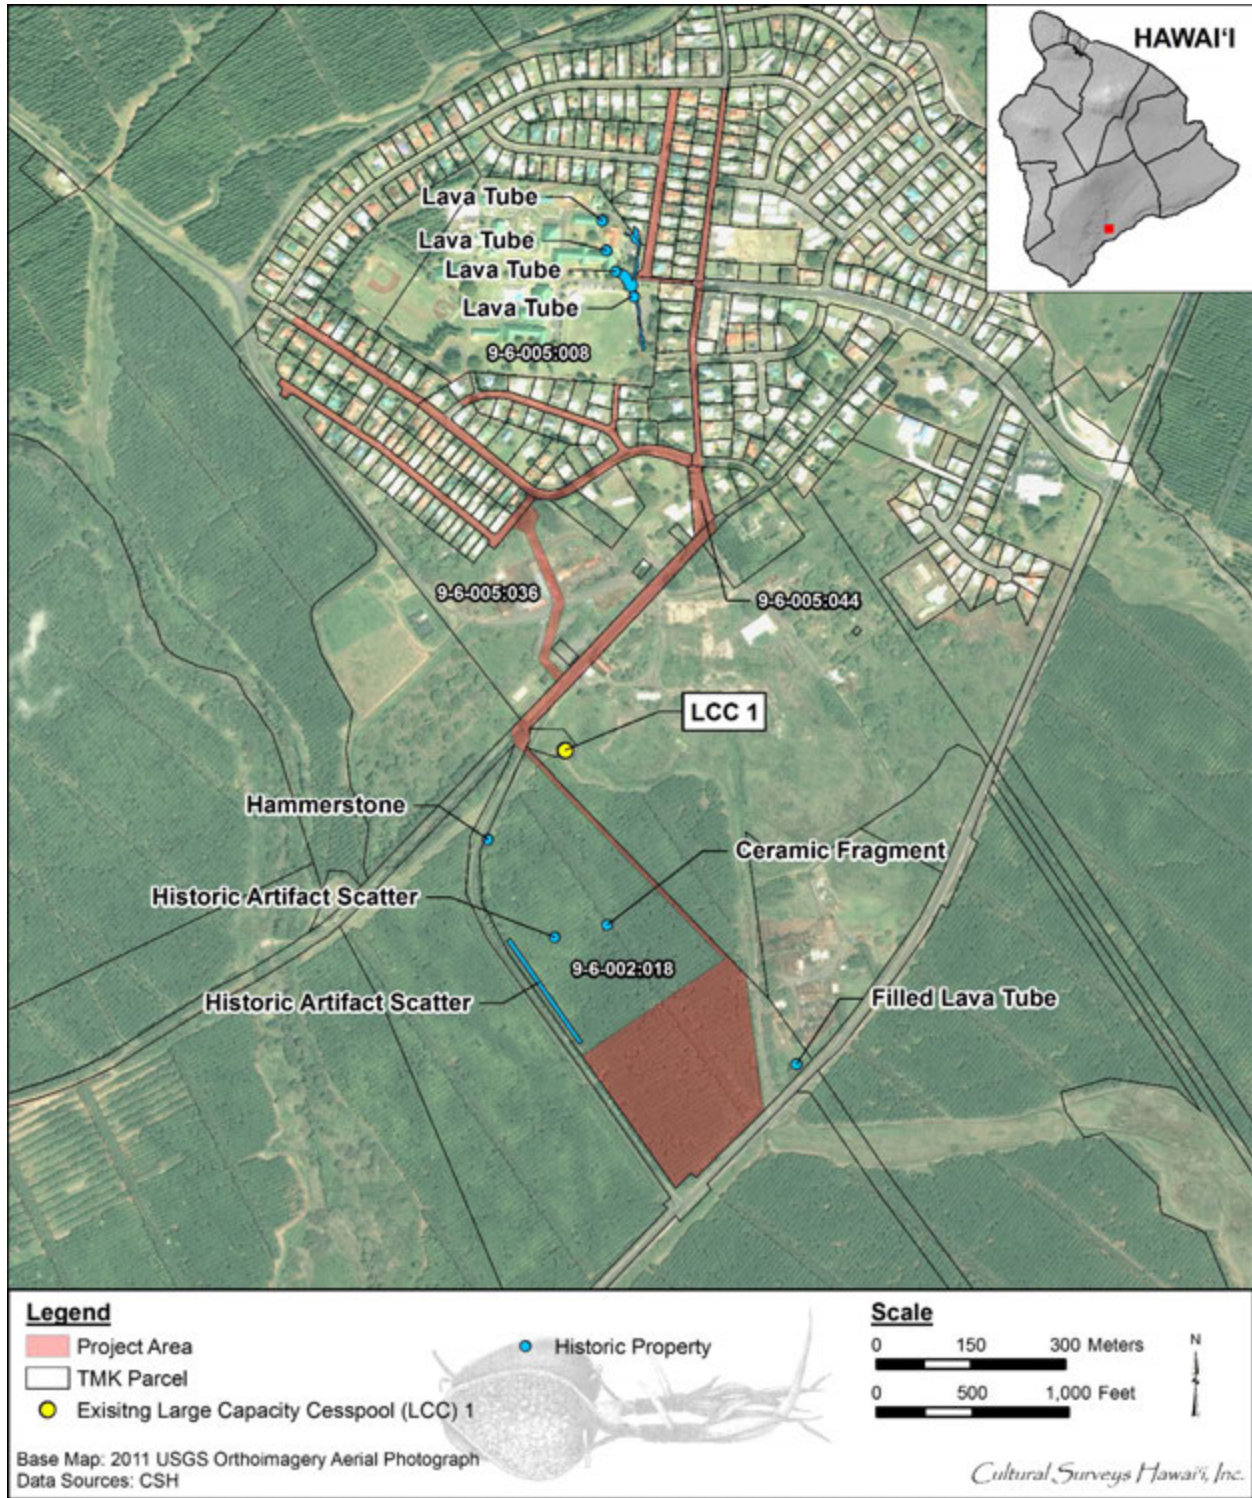 HAWAI‘I
Lava Tube
Lava Tube
Lava Tube
Lava Tube
9-6-005:008
9-6-005:036
9-6-005:044
LCC 1
Hammerstone
Ceramic Fragment
Historic Artifact Scatter
9-6-002:018
Historic Artifact Scatter
Filled Lava Tube
Legend
Project Area
TMK Parcel
Exisitng Large Capacity Cesspool (LCC) 1
Historic Property
Scale
0 150 300 Meters
0 500 1,000 Feet
N
Base Map: 2011 USGS Orthoimagery Aerial Photograph
Data Sources: CSH
Cultural Surveys Hawai‘i, Inc.